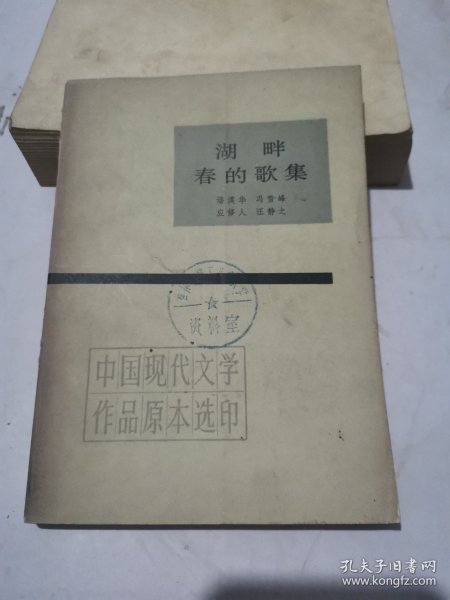 湖畔
春的歌集
潘漠华 冯雪峰
应修人 汪静之
资料室
中国现代文学
作品原本选印
孔夫子旧书网
www.kongfz.com